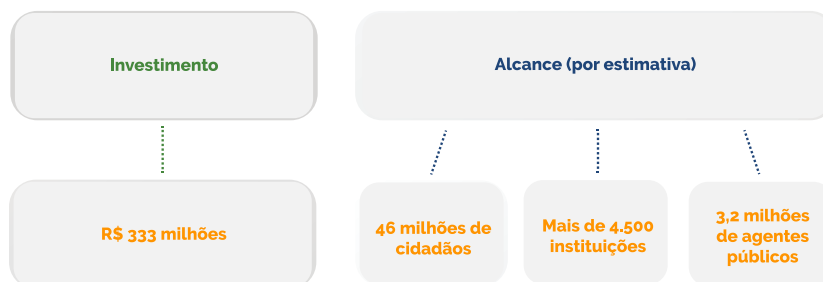 Investimento
Alcance (por estimativa)
R$ 333 milhões
46 milhões de
cidadãos
Mais de 4.500
instituições
3,2 milhões
de agentes
públicos